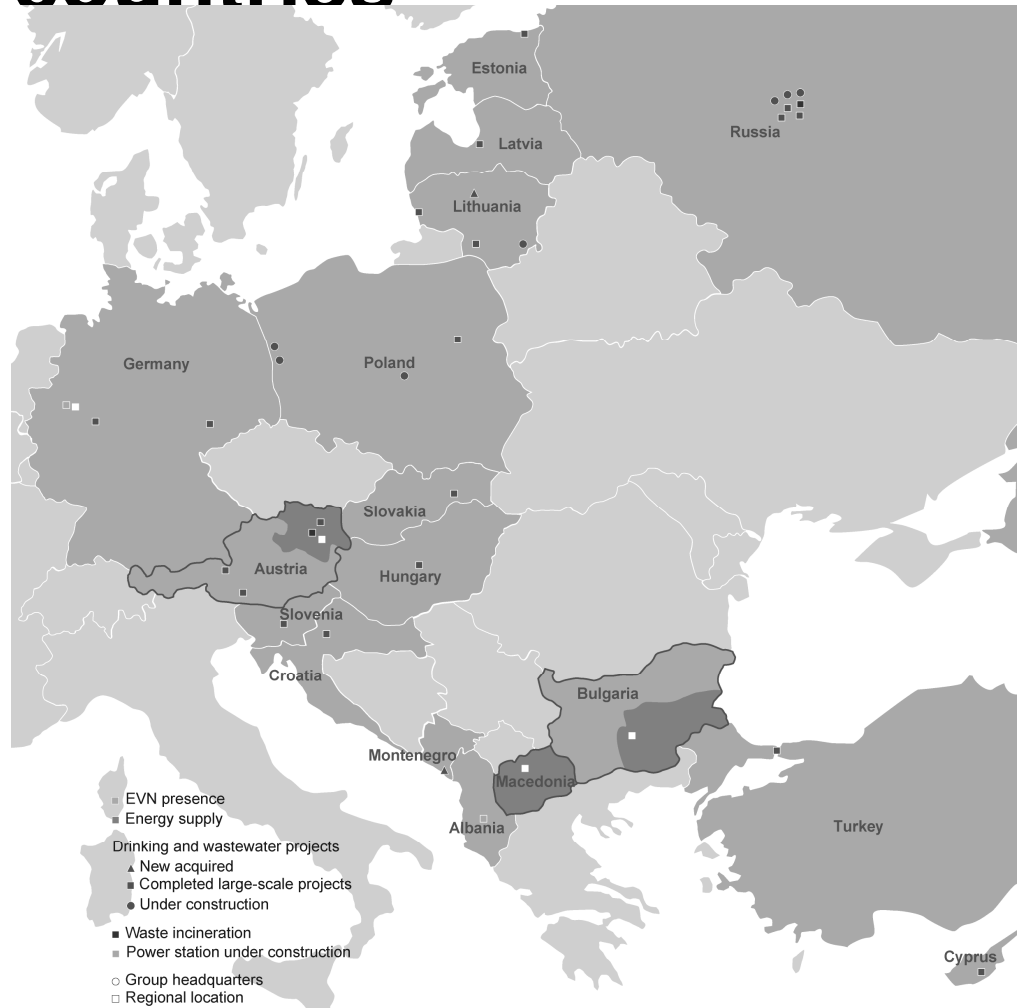 countries
Estonia
Russia
Latvia
Lithuania
Germany
Poland
Slovakia
Austria
Hungary
Slovenia
Croatia
Bulgaria
Montenegro
Macedonia
Albania
Turkey
Cyprus
EVN presence
Energy supply
Drinking and wastewater projects
New acquired
Completed large-scale projects
Under construction
Waste incineration
Power station under construction
Group headquarters
Regional location